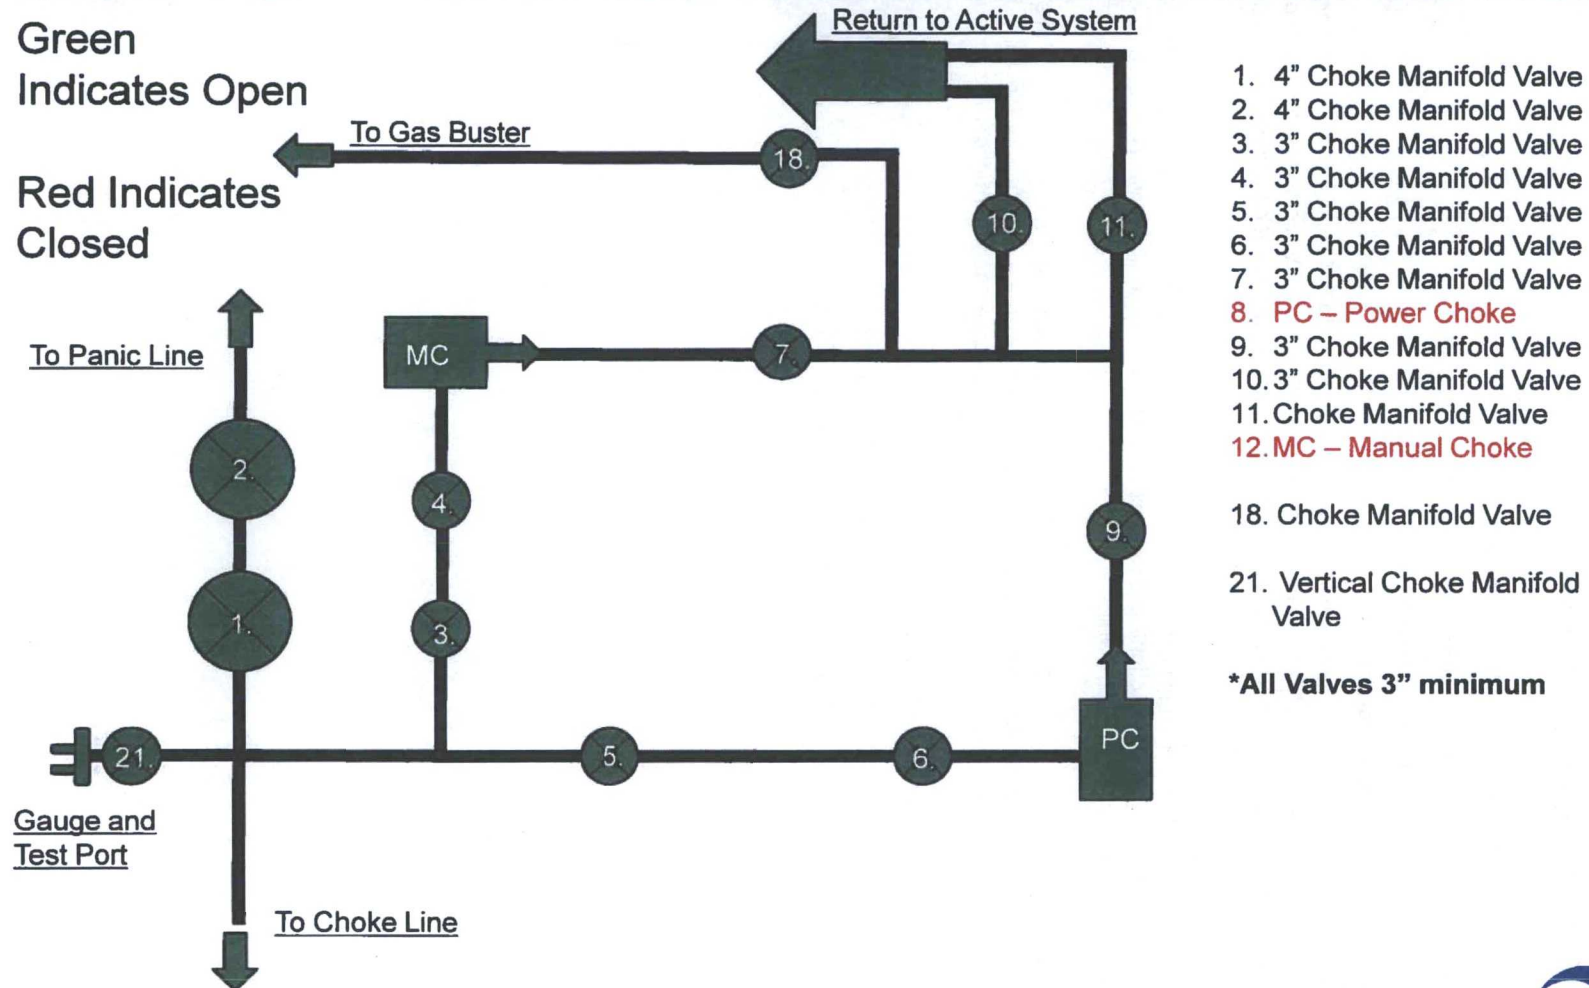 Green
Indicates Open
Red Indicates
Closed
Return to Active System
To Gas Buster
18.
10.
11.
To Panic Line
MC
7.
2.
4.
9.
1.
3.
21.
5.
6.
PC
Gauge and
Test Port
To Choke Line
1. 4" Choke Manifold Valve
2. 4" Choke Manifold Valve
3. 3" Choke Manifold Valve
4. 3" Choke Manifold Valve
5. 3" Choke Manifold Valve
6. 3" Choke Manifold Valve
7. 3" Choke Manifold Valve
8. PC – Power Choke
9. 3" Choke Manifold Valve
10. 3" Choke Manifold Valve
11. Choke Manifold Valve
12. MC – Manual Choke
18. Choke Manifold Valve
21. Vertical Choke Manifold
Valve
*All Valves 3" minimum